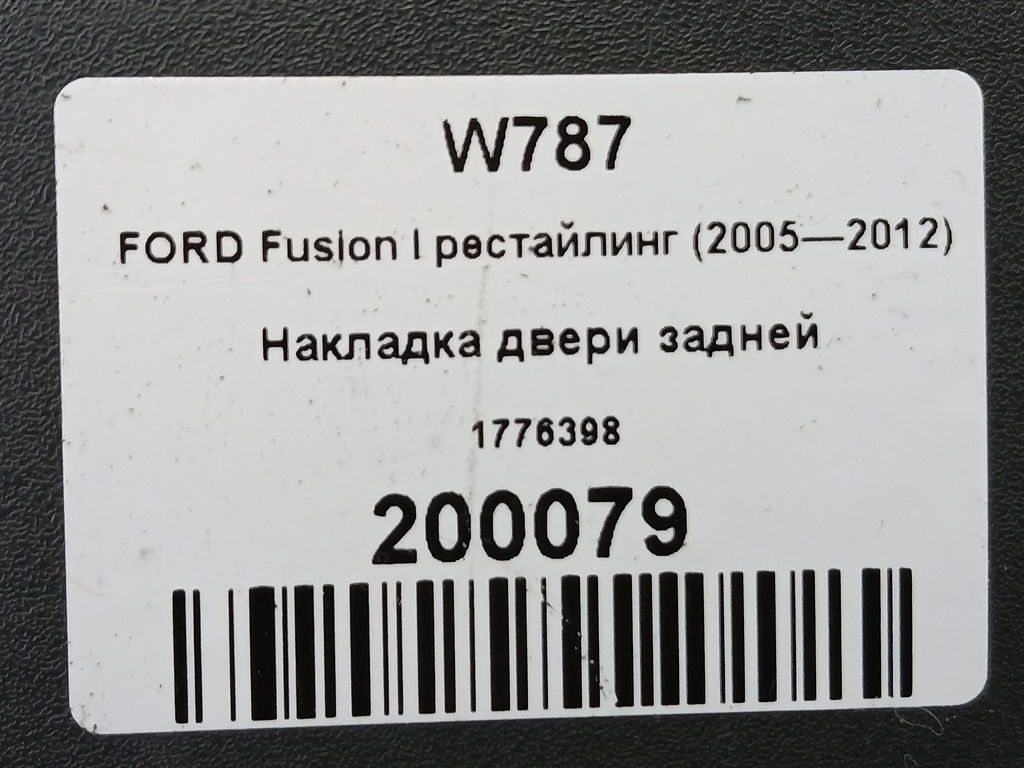 W787
FORD Fusion I рестайлинг (2005—2012)
Накладка двери задней
1776398
200079